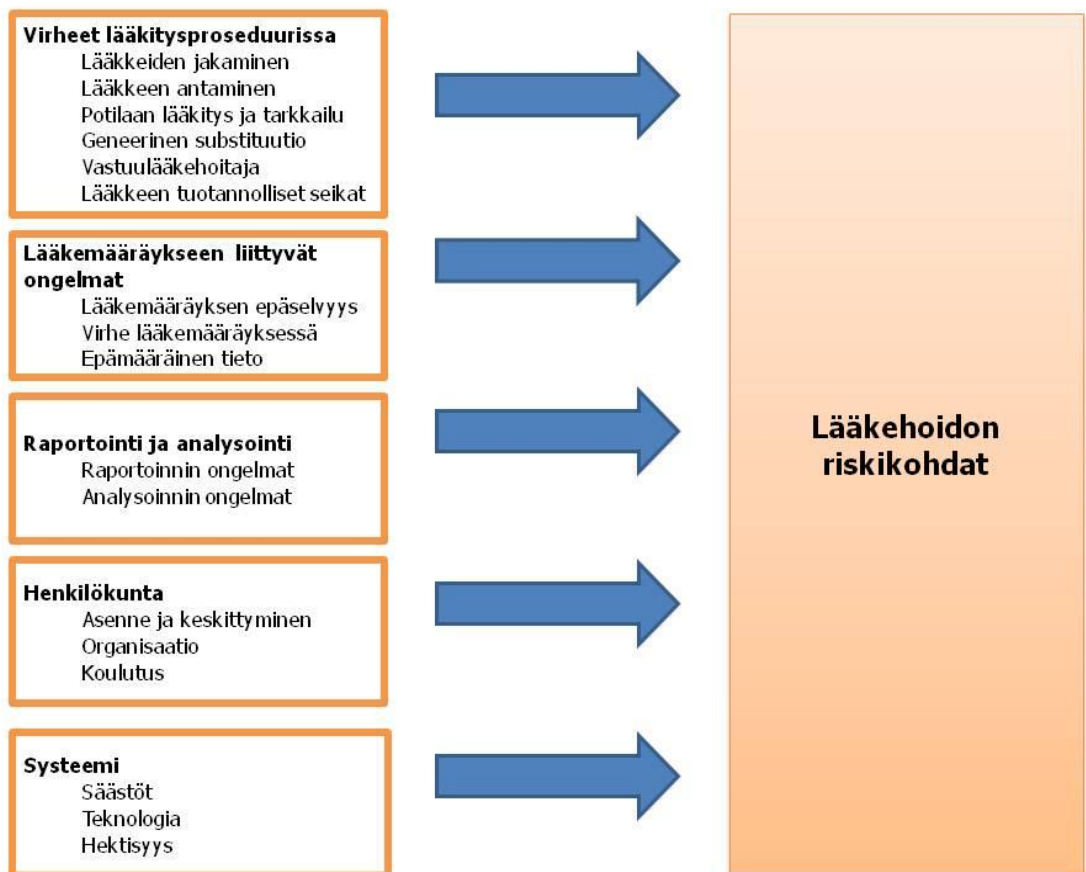 Virheet lääkitysproseduurissa
Lääkkeiden jakaminen
Lääkkeen antaminen
Potilaan lääkitys ja tarkkailu
Geneerinen substituutio
Vastuulääkehoitaja
Lääkkeen tuotannolliset seikat
Lääkemääräykseen liittyvät
ongelmat
Lääkemääräyksen epäselvyys
Virhe lääkemääräyksessä
Epämääräinen tieto
Raportointi ja analysointi
Raportoinnin ongelmat
Analysoinnin ongelmat
Henkilökunta
Asenne ja keskittyminen
Organisaatio
Koulutus
Systeemi
Säästöt
Teknologia
Hektisyys
Lääkehoidon
riskikohdat